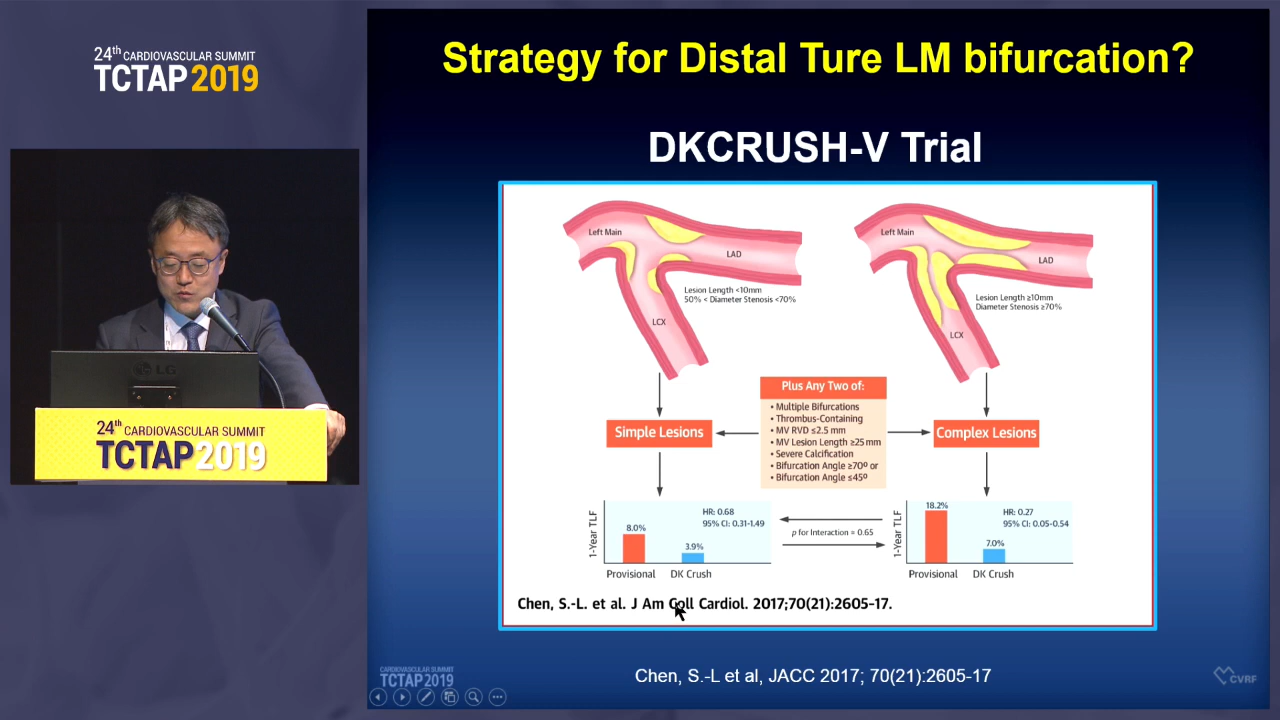 24th CARDIOVASCULAR SUMMIT
TCTAP 2019
LG
24th CARDIOVASCULAR SUMMIT
TCTAP 2019
Strategy for Distal Ture LM bifurcation?
DKCRUSH-V Trial
Left Main
LAD
Lesion Length <10mm
50% < Diameter Stenosis <70%
LCX
Left Main
LAD
Lesion Length ≥10mm
Diameter Stenosis ≥70%
LCX
Plus Any Two of:
• Multiple Bifurcations
• Thrombus-Containing
• MV RVD ≤2.5 mm
• MV Lesion Length ≥25 mm
• Severe Calcification
• Bifurcation Angle ≥70º or
• Bifurcation Angle ≤45º
Simple Lesions
Complex Lesions
1-Year TLF
8.0%
3.9%
HR: 0.68
95% CI: 0.31-1.49
Provisional
DK Crush
p for Interaction = 0.65
1-Year TLF
18.2%
7.0%
HR: 0.27
95% CI: 0.05-0.54
Provisional
DK Crush
Chen, S.-L. et al. J Am Coll Cardiol. 2017;70(21):2605-17.
Chen, S.-L et al, JACC 2017; 70(21):2605-17
CARDIOVASCULAR SUMMIT
TCTAP2019
CVRF